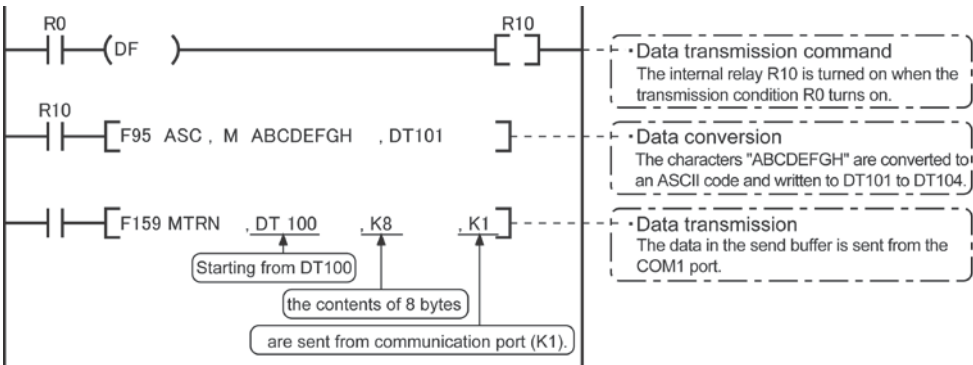 R0
(DF )
R10
・Data transmission command
The internal relay R10 is turned on when the
transmission condition R0 turns on.
R10
F95 ASC , M ABCDEFGH , DT101
・Data conversion
The characters "ABCDEFGH" are converted to
an ASCII code and written to DT101 to DT104.
F159 MTRN , DT 100 , K8 , K1
・Data transmission
The data in the send buffer is sent from the
COM1 port.
Starting from DT100
the contents of 8 bytes
are sent from communication port (K1).